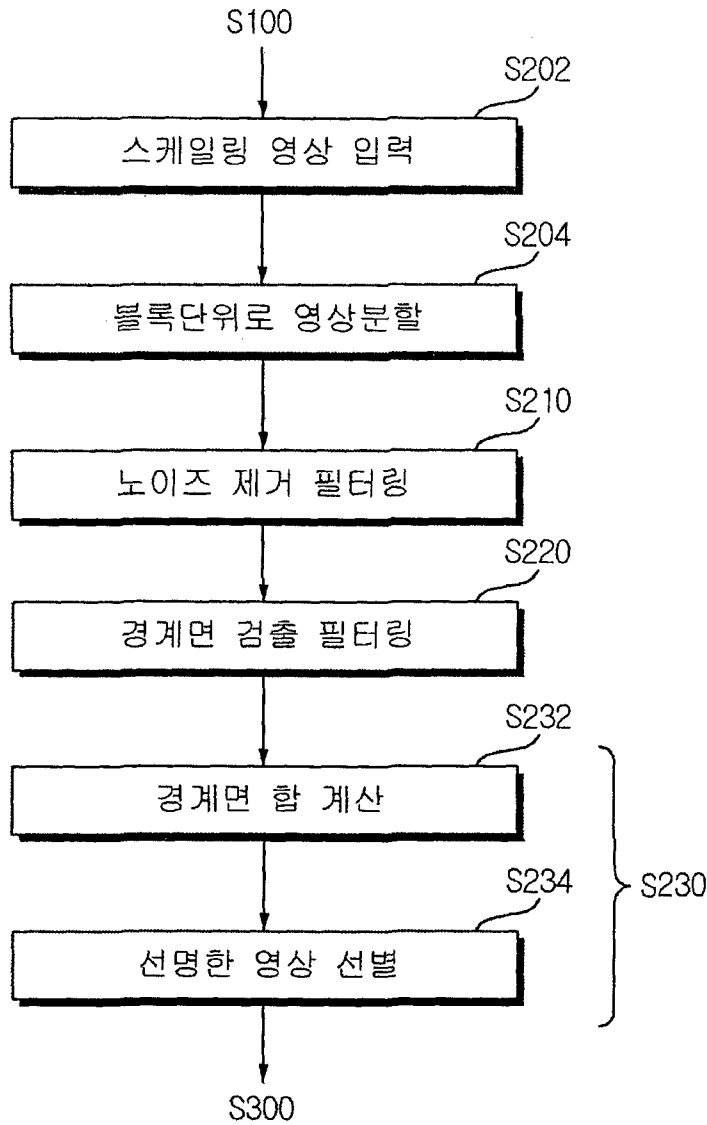 S100
S202
스케일링 영상 입력
S204
블록단위로 영상분할
S210
노이즈 제거 필터링
S220
경계면 검출 필터링
S232
경계면 합 계산
S230
S234
선명한 영상 선별
S300